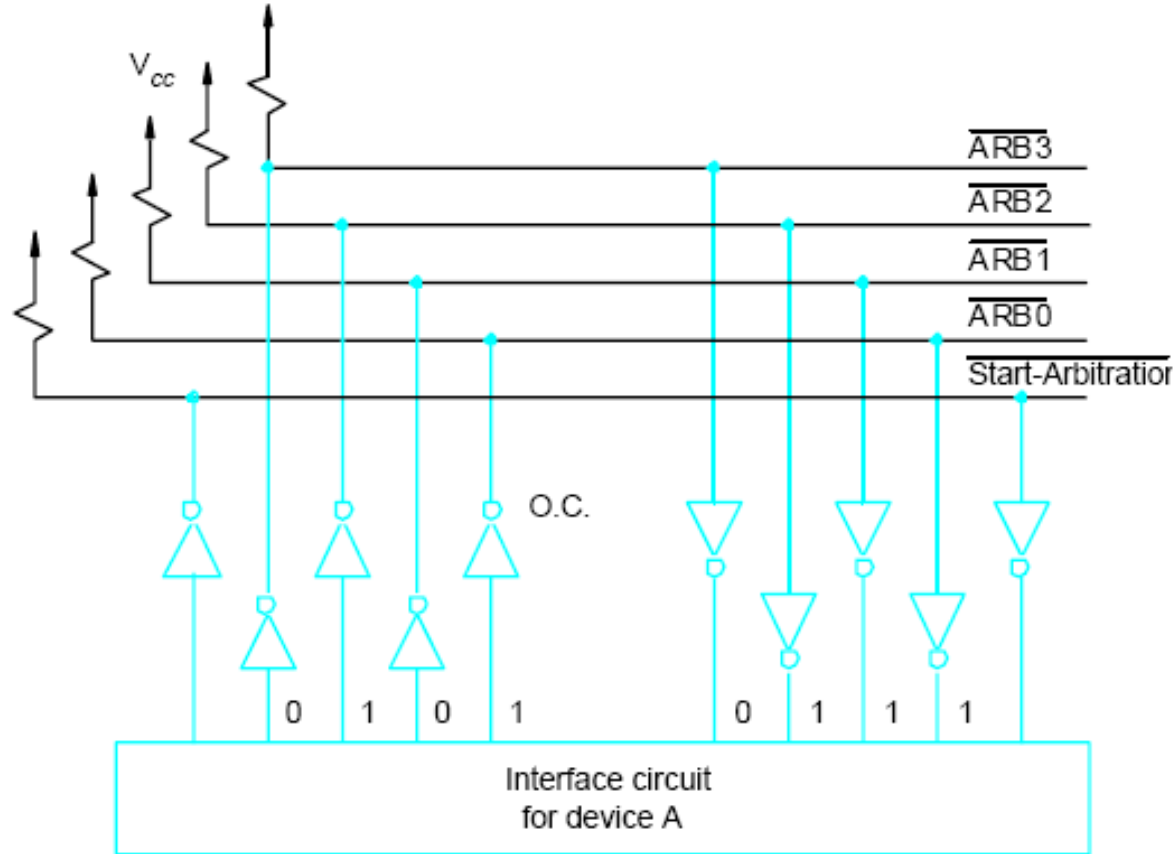 Vcc
ARB3
ARB2
ARB1
ARB0
Start-Arbitration
O.C.
0 1 0 1 0 1 1 1
Interface circuit
for device A